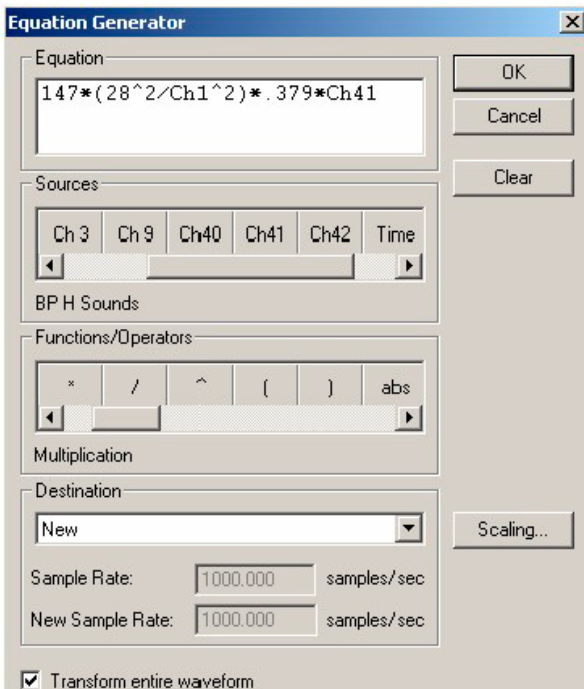 Equation Generator
Equation
147*(28^2/Ch1^2)*.379*Ch41
OK
Cancel
Clear
Sources
Ch 3 Ch 9 Ch40 Ch41 Ch42 Time
BP H Sounds
Functions/Operators
* / ^ ( ) abs
Multiplication
Destination
New
Scaling...
Sample Rate: 1000.000 samples/sec
New Sample Rate: 1000.000 samples/sec
Transform entire waveform